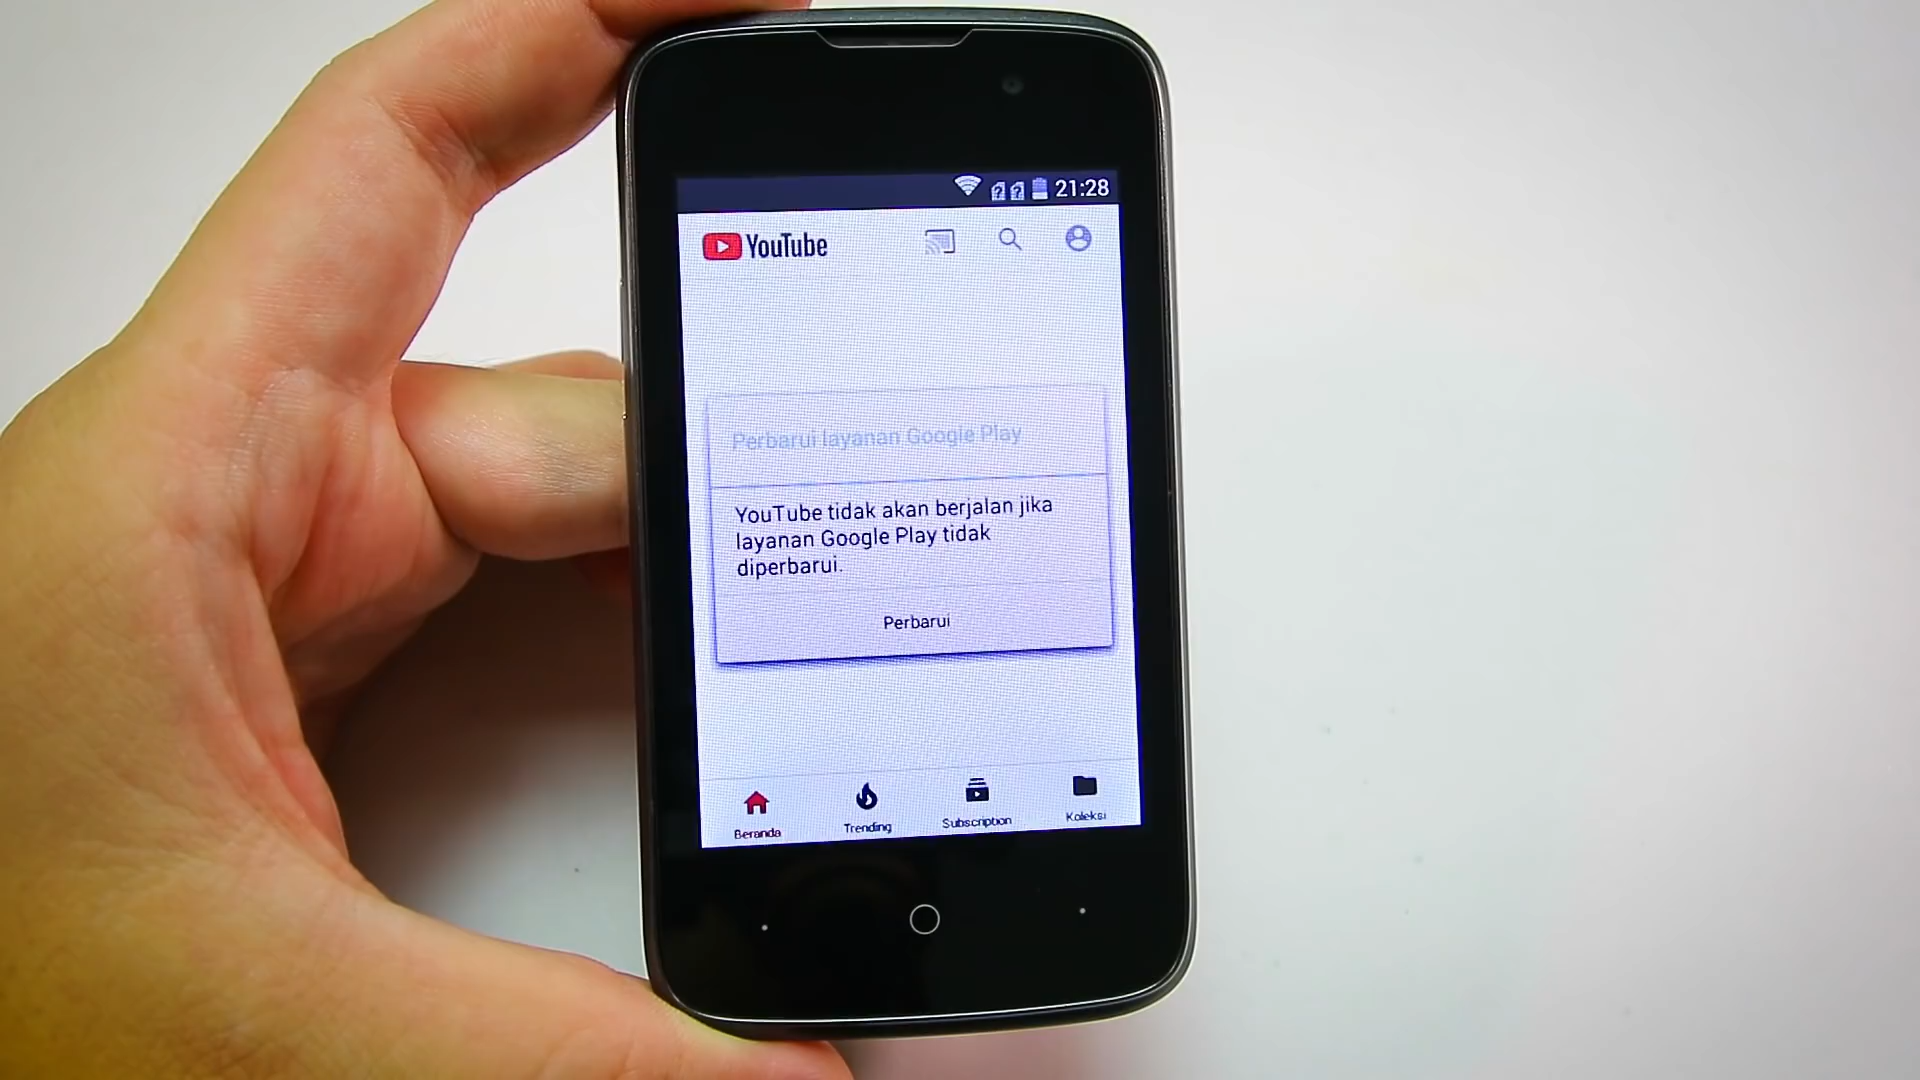 21:28
YouTube
Perbarui layanan Google Play
YouTube tidak akan berjalan jika
layanan Google Play tidak
diperbarui.
Perbarui
Beranda
Trending
Subscription
Koleksi